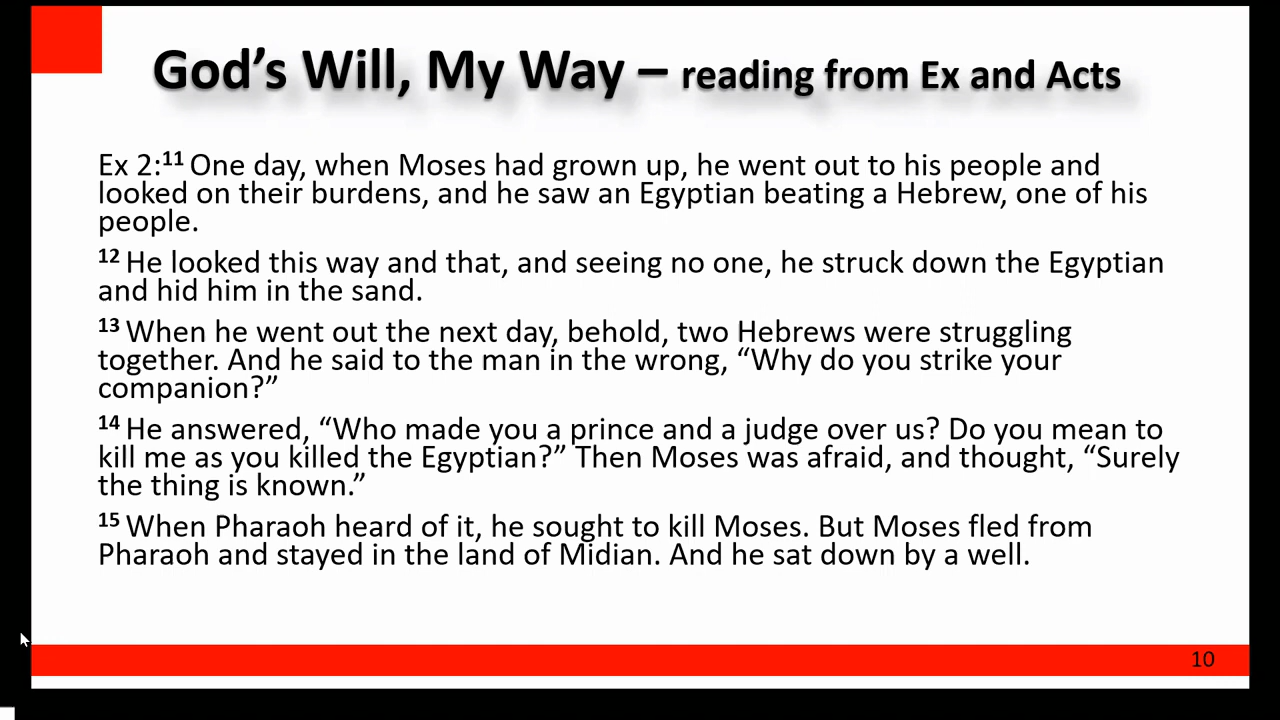 God’s Will, My Way – reading from Ex and Acts
Ex 2:11 One day, when Moses had grown up, he went out to his people and
looked on their burdens, and he saw an Egyptian beating a Hebrew, one of his
people.
12 He looked this way and that, and seeing no one, he struck down the Egyptian
and hid him in the sand.
13 When he went out the next day, behold, two Hebrews were struggling
together. And he said to the man in the wrong, “Why do you strike your
companion?”
14 He answered, “Who made you a prince and a judge over us? Do you mean to
kill me as you killed the Egyptian?” Then Moses was afraid, and thought, “Surely
the thing is known.”
15 When Pharaoh heard of it, he sought to kill Moses. But Moses fled from
Pharaoh and stayed in the land of Midian. And he sat down by a well.
10